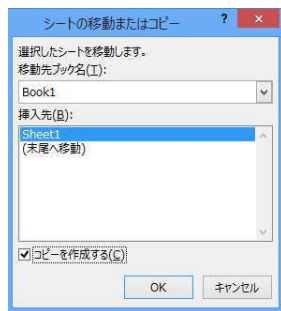 シートの移動またはコピー ? ×
選択したシートを移動します。
移動先ブック名(T):
Book1
挿入先(B):
Sheet1
(末尾へ移動)
コピーを作成する(C)
OK キャンセル